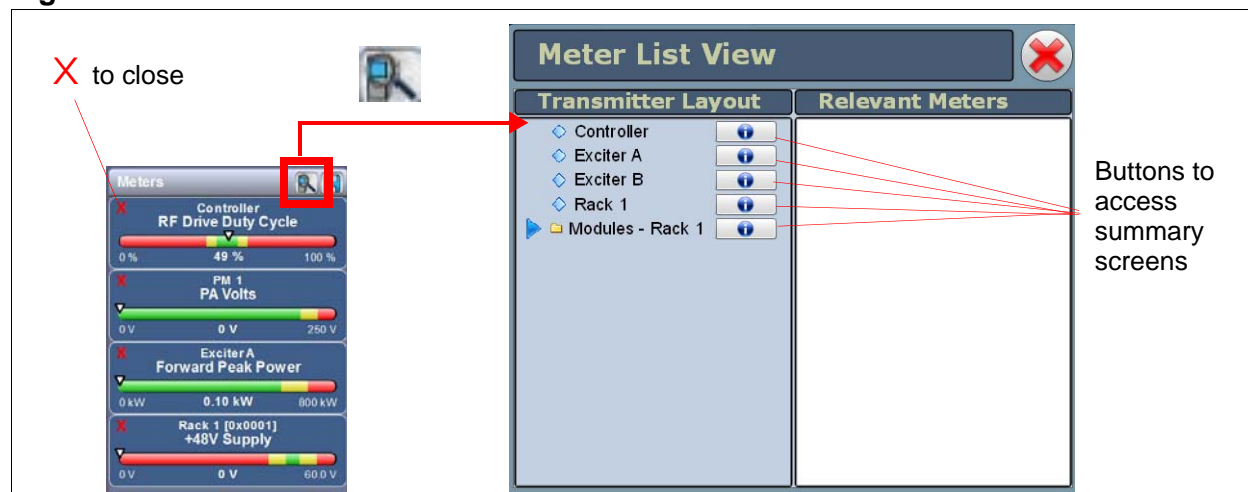 X to close
Meters
X Controller
RF Drive Duty Cycle
0 % 49 % 100 %
X PM 1
PA Volts
0 V 0 V 250 V
X Exciter A
Forward Peak Power
0 kW 0.10 kW 800 kW
X Rack 1 [0x0001]
+48V Supply
0 V 0 V 60.0 V
Meter List View
Transmitter Layout
Controller
Exciter A
Exciter B
Rack 1
Modules - Rack 1
Relevant Meters
Buttons to
access
summary
screens